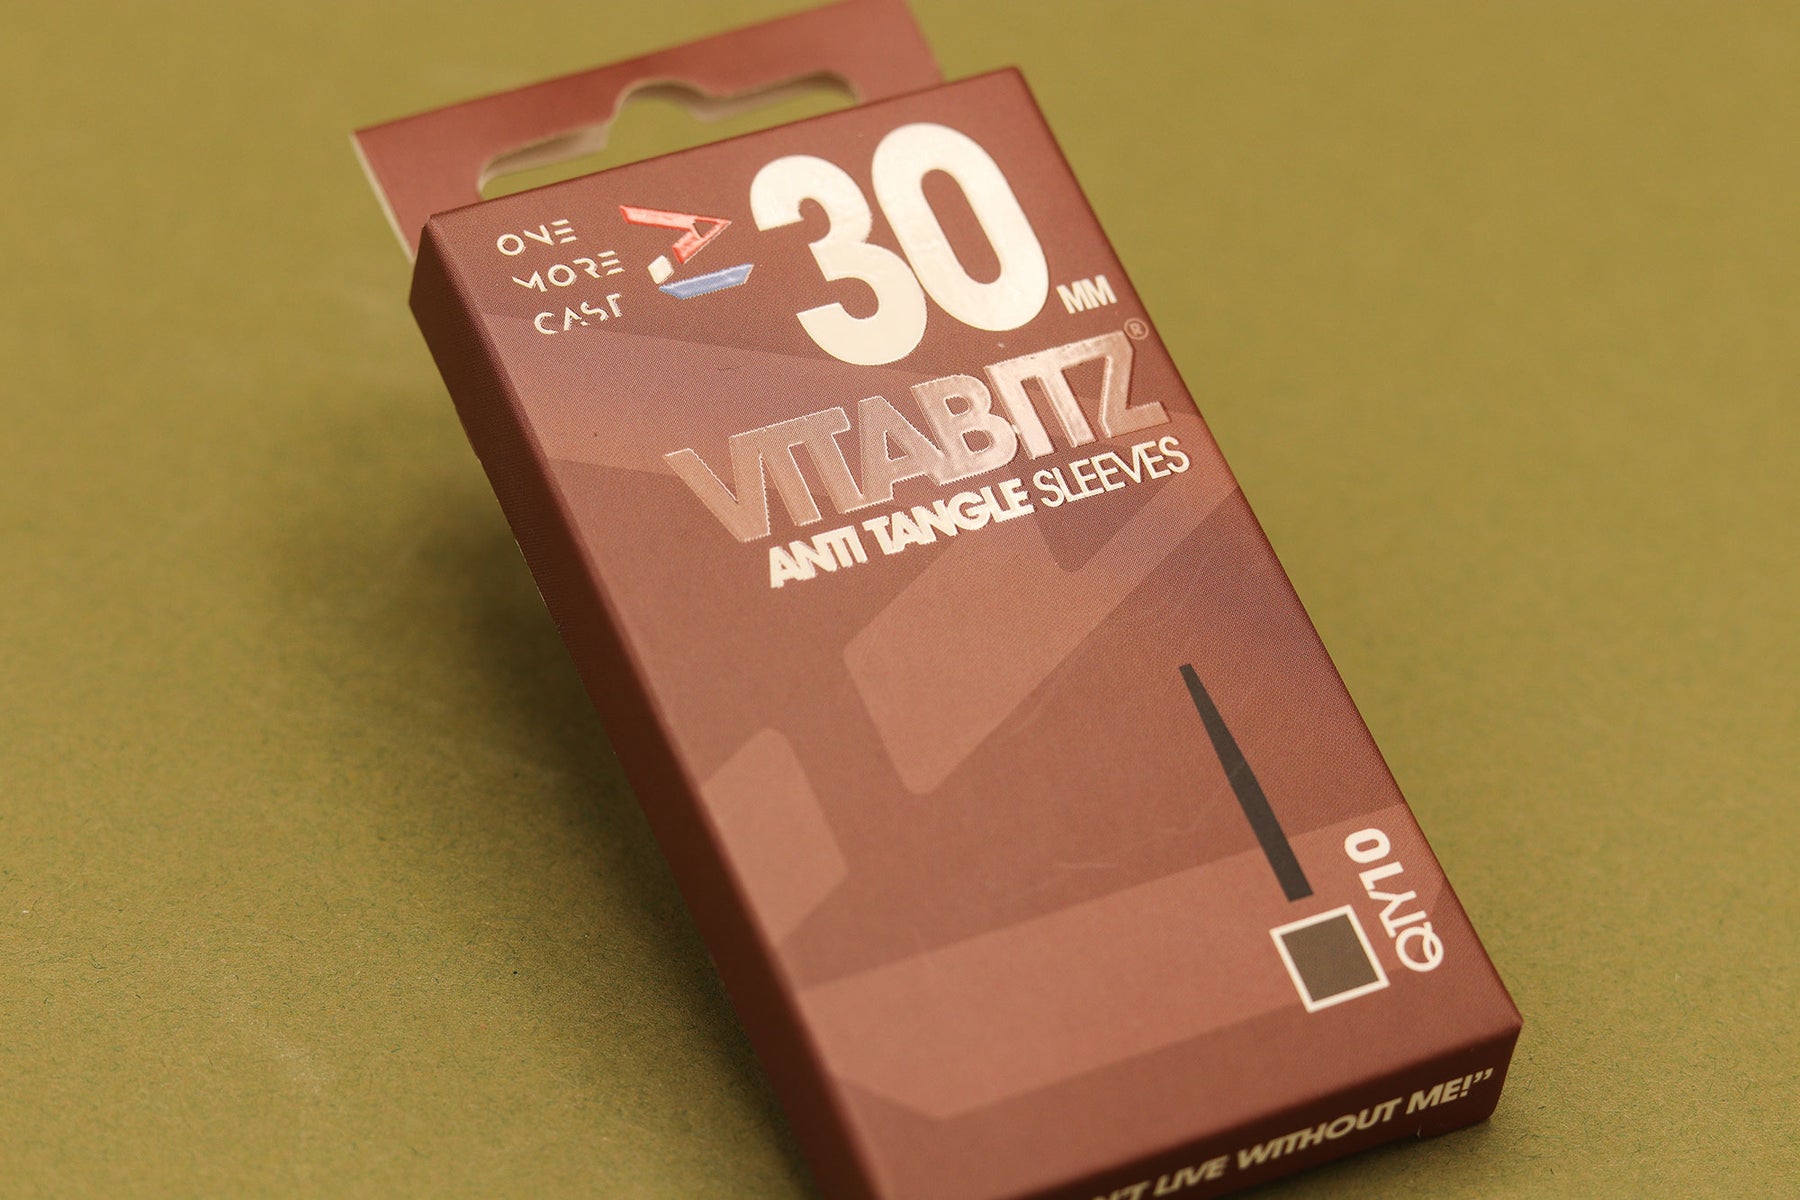 ONE
MORE
CAST
30 MM
VITABITZ®
ANTI TANGLE SLEEVES
QTY10
LIVE WITHOUT ME!”